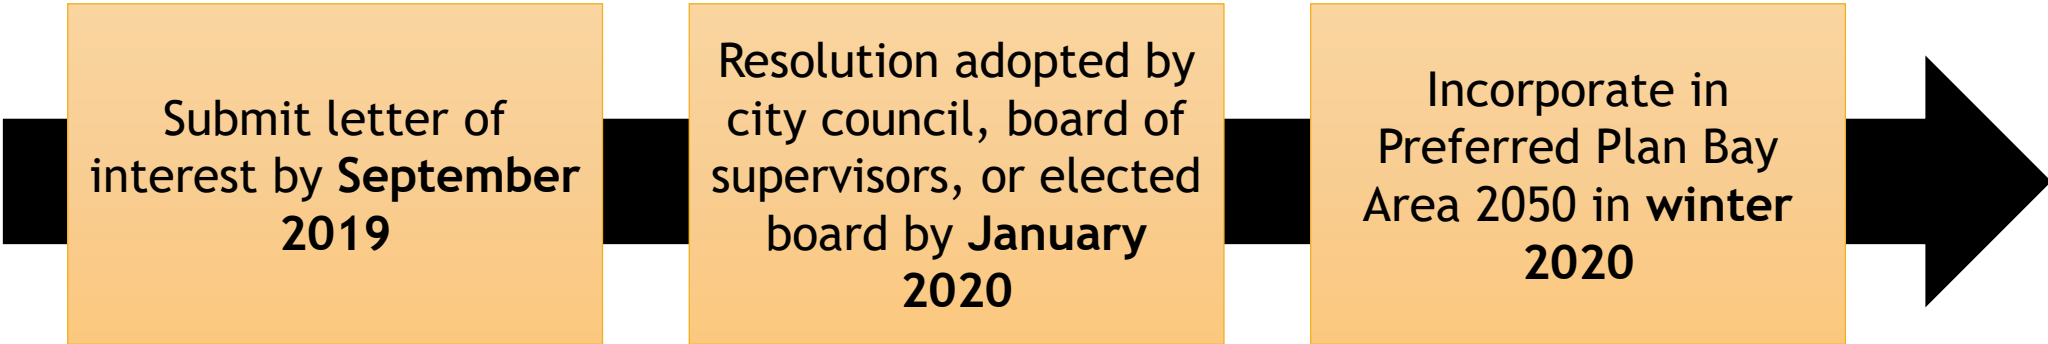 Submit letter of
interest by September
2019
Resolution adopted by
city council, board of
supervisors, or elected
board by January
2020
Incorporate in
Preferred Plan Bay
Area 2050 in winter
2020